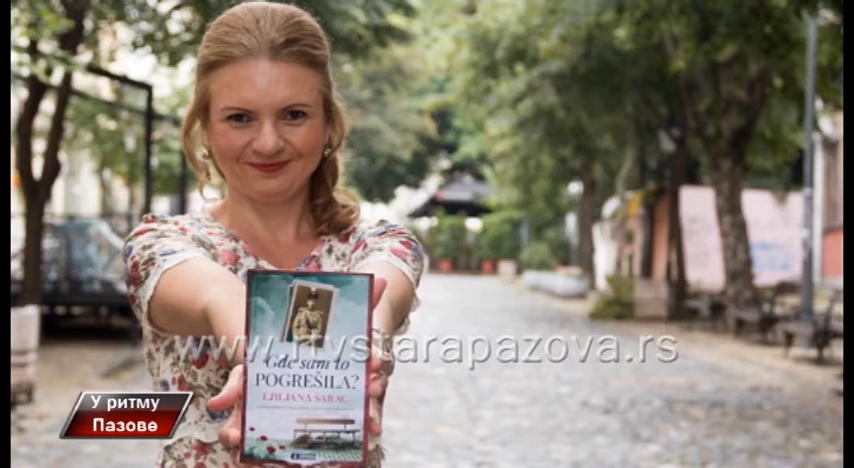 www.rtvstarapazova.rs
Gde sam to
POGREŠILA?
LJILJANA ŠARAC
У ритму
Пазове